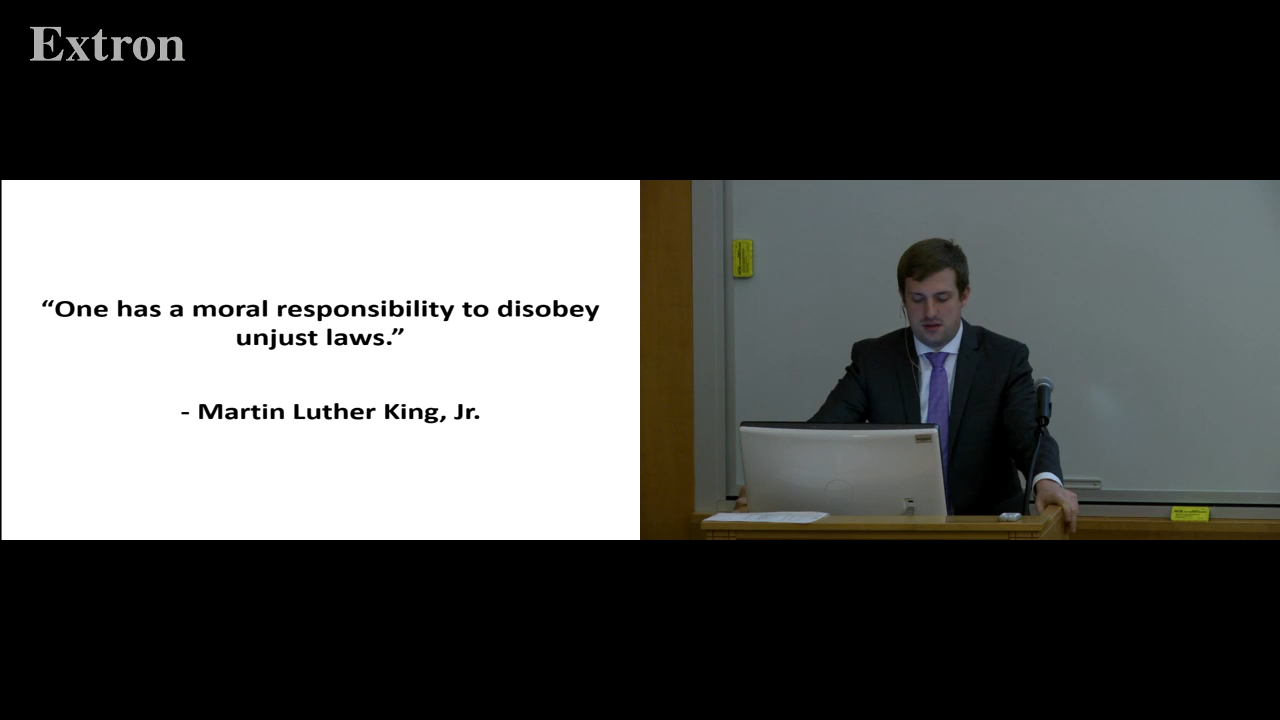 Extron
“One has a moral responsibility to disobey
unjust laws.”
- Martin Luther King, Jr.